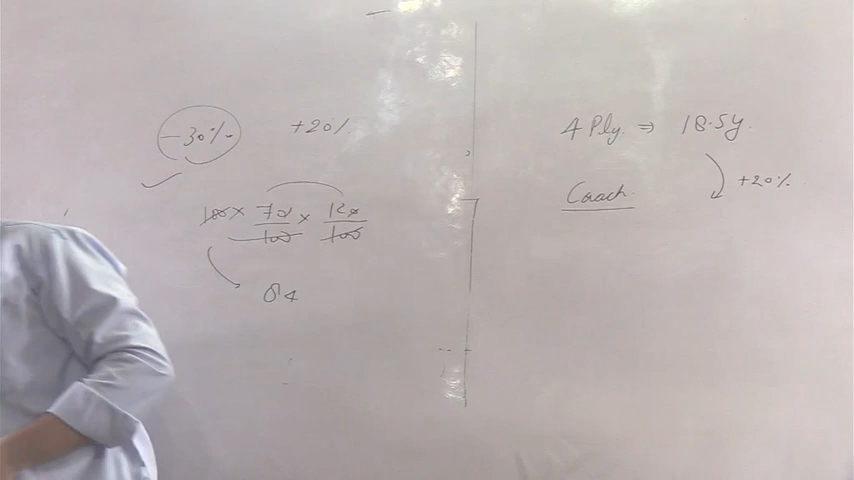 -30%. +20%.
100 × 70/100 × 120/100
84
4 Ply. ⇒ 18.5y.
+20%.
Coach.